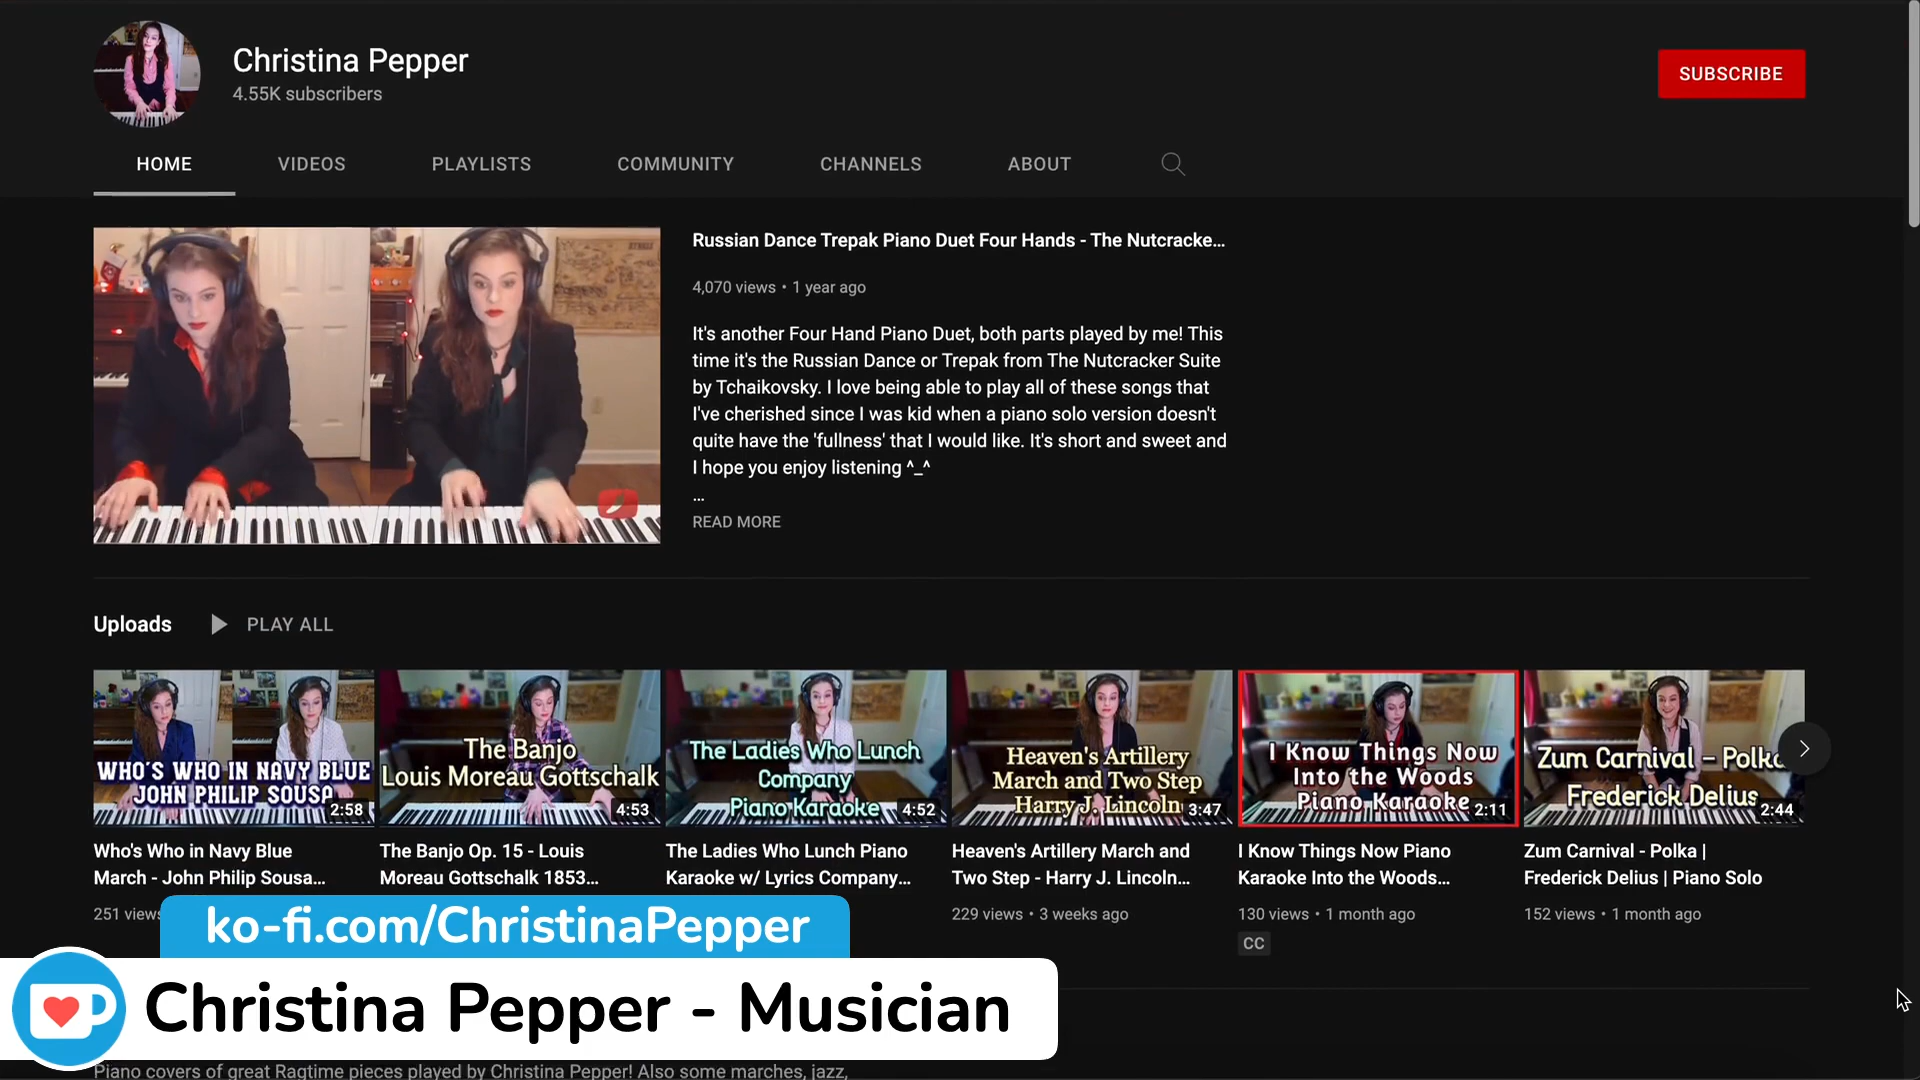 Christina Pepper
4.55K subscribers
SUBSCRIBE
HOME
VIDEOS
PLAYLISTS
COMMUNITY
CHANNELS
ABOUT
Russian Dance Trepak Piano Duet Four Hands - The Nutcracke...
4,070 views • 1 year ago
It's another Four Hand Piano Duet, both parts played by me! This
time it's the Russian Dance or Trepak from The Nutcracker Suite
by Tchaikovsky. I love being able to play all of these songs that
I've cherished since I was kid when a piano solo version doesn't
quite have the 'fullness' that I would like. It's short and sweet and
I hope you enjoy listening ^_^
...
READ MORE
Uploads
PLAY ALL
WHO'S WHO IN NAVY BLUE
JOHN PHILIP SOUSA
2:58
Who's Who in Navy Blue
March - John Philip Sousa...
251 views
The Banjo
Louis Moreau Gottschalk
4:53
The Banjo Op. 15 - Louis
Moreau Gottschalk 1853...
The Ladies Who Lunch
Company
Piano Karaoke
4:52
The Ladies Who Lunch Piano
Karaoke w/ Lyrics Company...
Heaven's Artillery
March and Two Step
Harry J. Lincoln
3:47
Heaven's Artillery March and
Two Step - Harry J. Lincoln...
229 views • 3 weeks ago
I Know Things Now
Into the Woods
Piano Karaoke
2:11
I Know Things Now Piano
Karaoke Into the Woods...
130 views • 1 month ago
CC
Zum Carnival - Polka
Frederick Delius
2:44
Zum Carnival - Polka |
Frederick Delius | Piano Solo
152 views • 1 month ago
ko-fi.com/ChristinaPepper
Christina Pepper - Musician
Piano covers of great Ragtime pieces played by Christina Pepper! Also some marches, jazz,